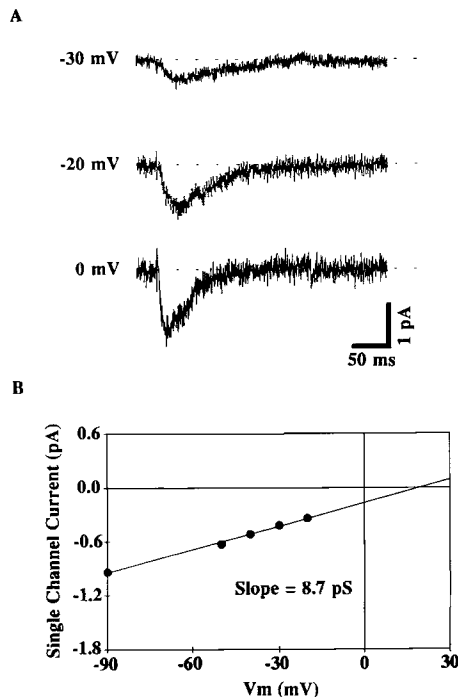 A
-30 mV
-20 mV
0 mV
1 pA
50 ms
B
Single Channel Current (pA)
0.6
0.0
-0.6
-1.2
-1.8
Slope = 8.7 pS
-90 -60 -30 0 30
Vm (mV)